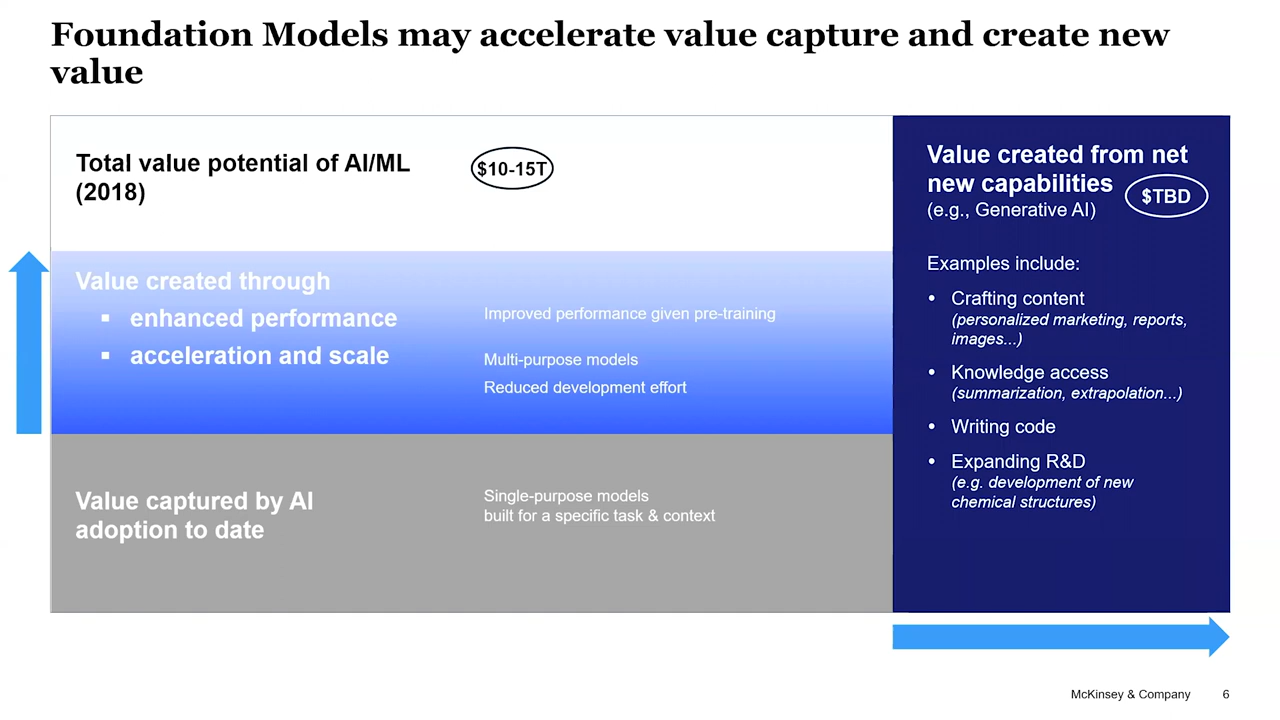 Foundation Models may accelerate value capture and create new
value
Total value potential of AI/ML
(2018)
$10-15T
Value created through
▪ enhanced performance
▪ acceleration and scale
Improved performance given pre-training
Multi-purpose models
Reduced development effort
Value captured by AI
adoption to date
Single-purpose models
built for a specific task & context
Value created from net
new capabilities
(e.g., Generative AI)
$TBD
Examples include:
• Crafting content
(personalized marketing, reports,
images...)
• Knowledge access
(summarization, extrapolation...)
• Writing code
• Expanding R&D
(e.g. development of new
chemical structures)
McKinsey & Company 6